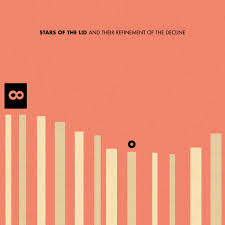 STARS OF THE LID AND THEIR REFINEMENT OF THE DECLINE